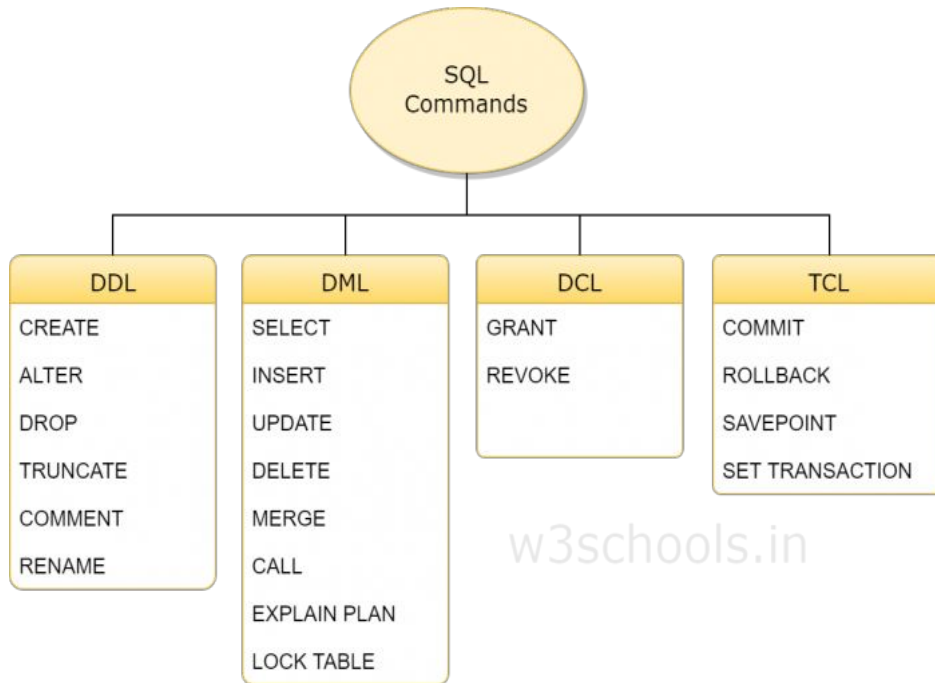 SQL
Commands
DDL
CREATE
ALTER
DROP
TRUNCATE
COMMENT
RENAME
DML
SELECT
INSERT
UPDATE
DELETE
MERGE
CALL
EXPLAIN PLAN
LOCK TABLE
DCL
GRANT
REVOKE
TCL
COMMIT
ROLLBACK
SAVEPOINT
SET TRANSACTION
w3schools.in